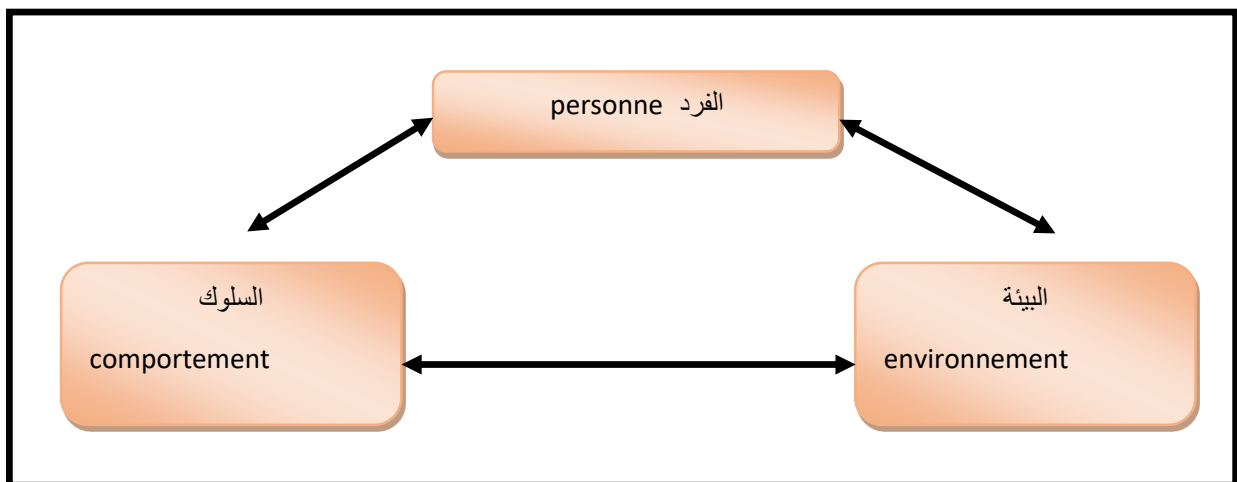 الفرد personne
السلوك
comportement
البيئة
environnement